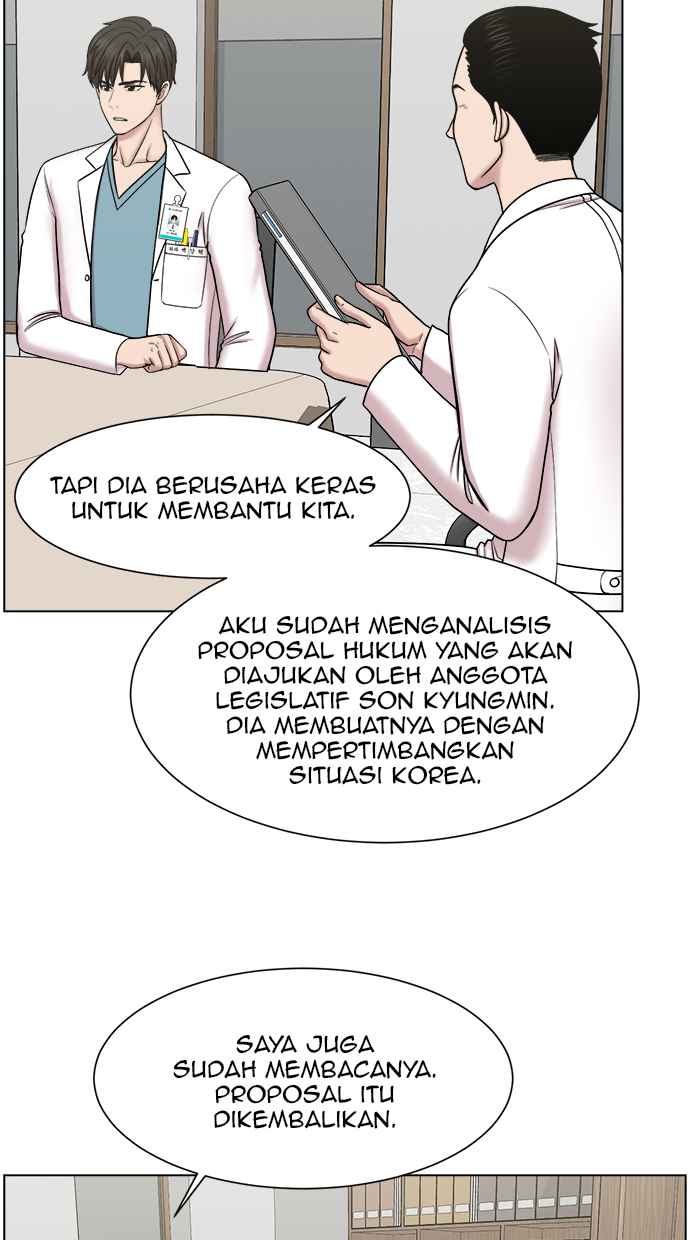 TAPI DIA BERUSAHA KERAS
UNTUK MEMBANTU KITA.
AKU SUDAH MENGANALISIS
PROPOSAL HUKUM YANG AKAN
DIAJUKAN OLEH ANGGOTA
LEGISLATIF SON KYUNGMIN.
DIA MEMBUATNYA DENGAN
MEMPERTIMBANGKAN
SITUASI KOREA.
SAYA JUGA
SUDAH MEMBACANYA.
PROPOSAL ITU
DIKEMBALIKAN.